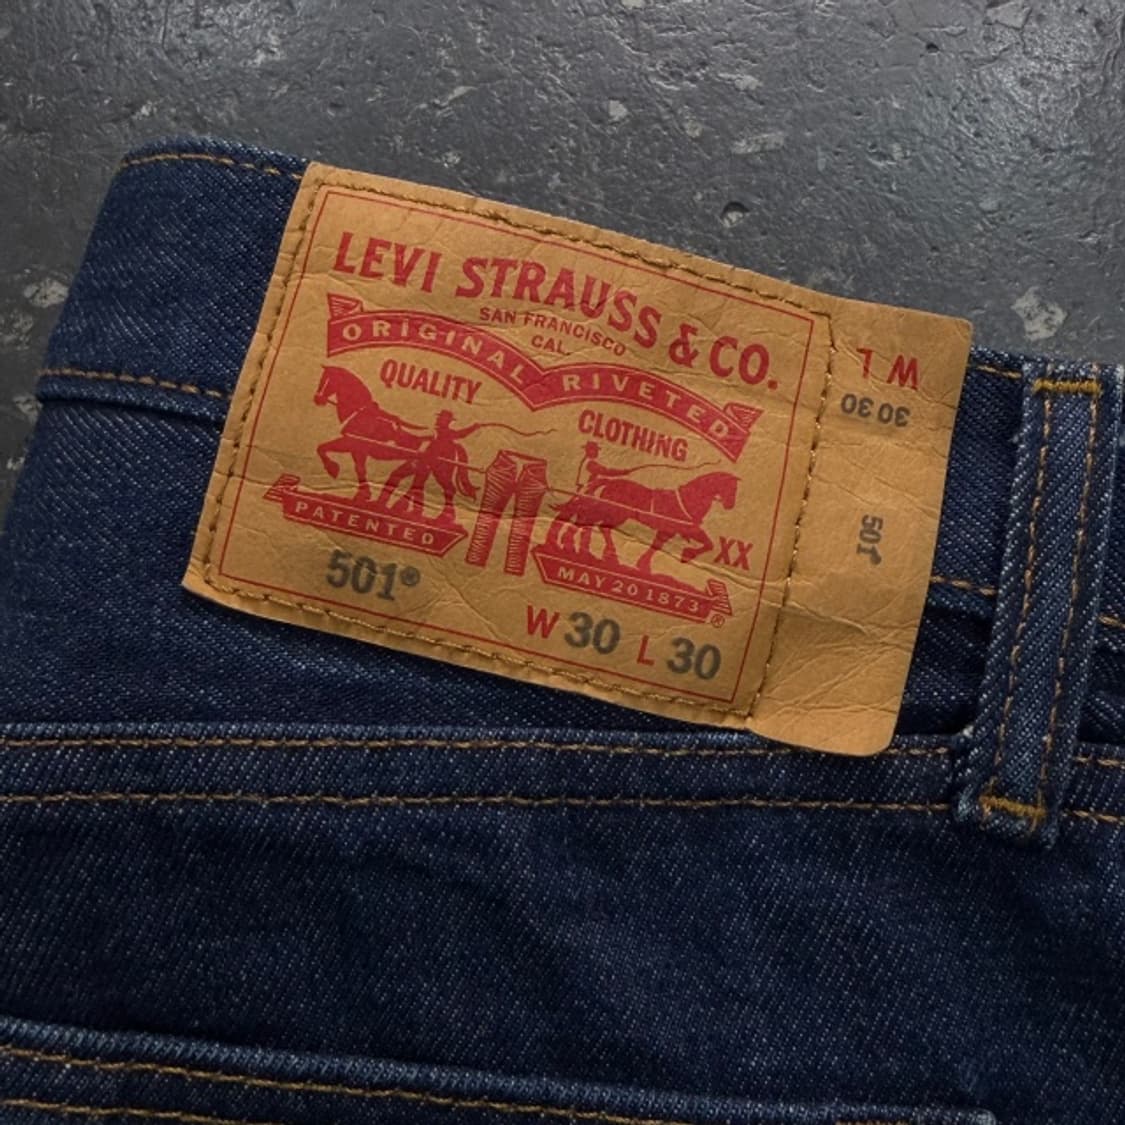 LEVI STRAUSS & CO.
SAN FRANCISCO
CAL.
ORIGINAL RIVETED
QUALITY
CLOTHING
PATENTED
XX
MAY 20 1873
®
501®
W 30 L 30
W L
30 30
501®